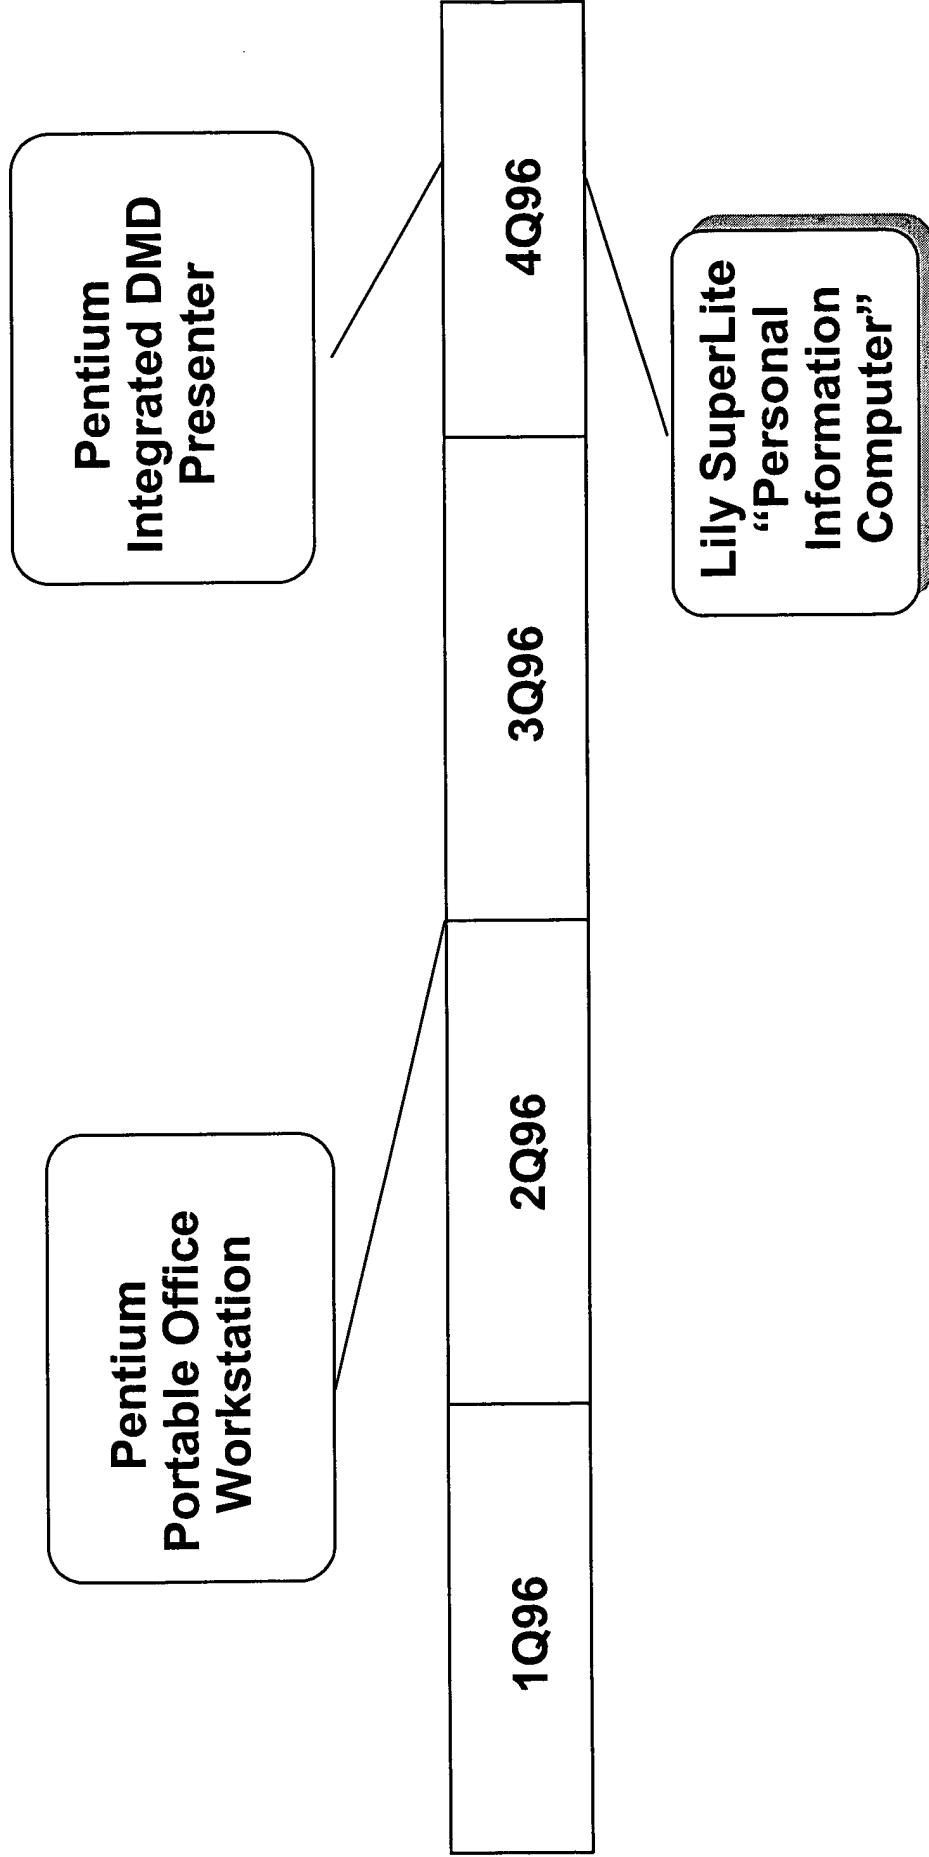 Pentium
Portable Office
Workstation
Pentium
Integrated DMD
Presenter
1Q96
2Q96
3Q96
4Q96
Lily SuperLite
“Personal
Information
Computer”